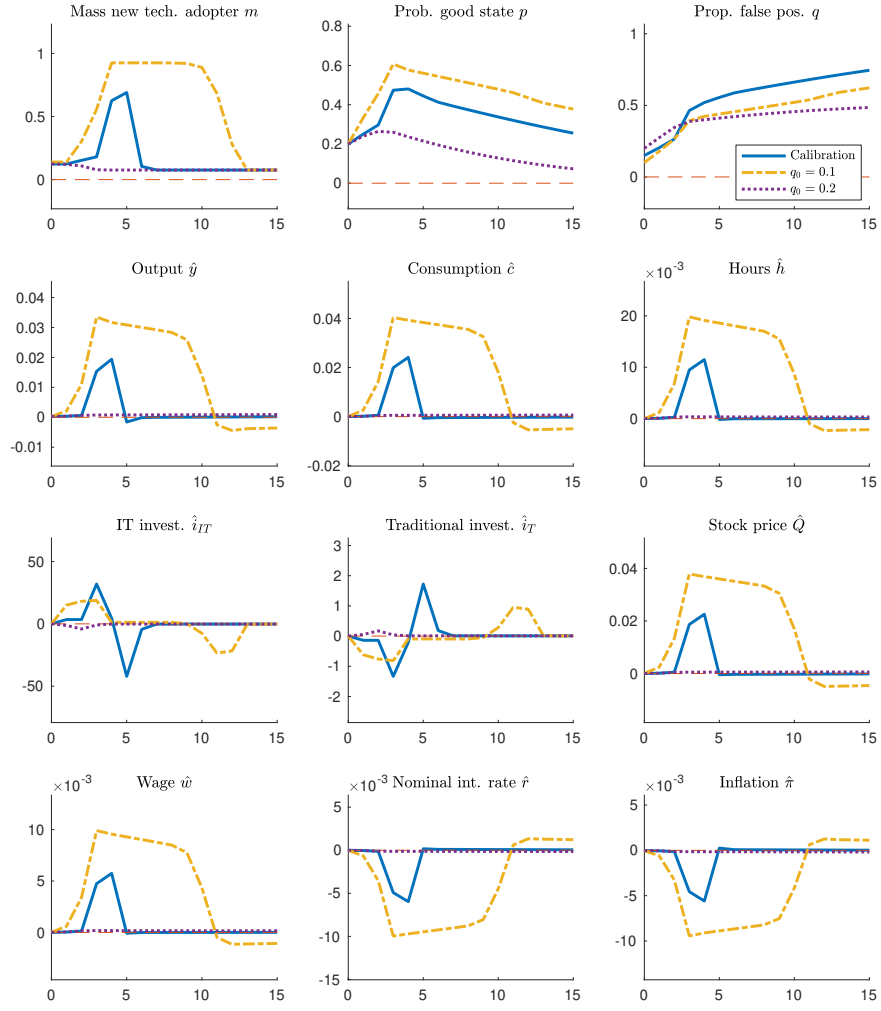 Mass new tech. adopter m
Prob. good state p
Prop. false pos. q
1
0.5
0
0 5 10 15
0.8
0.6
0.4
0.2
0
0 5 10 15
1
0.5
0
0 5 10 15
Calibration
q₀ = 0.1
q₀ = 0.2
Output ŷ
Consumption ĉ
Hours ĥ
0.04
0.03
0.02
0.01
0
-0.01
0 5 10 15
0.04
0.02
0
-0.02
0 5 10 15
×10⁻³
20
10
0
0 5 10 15
IT invest. î_IT
Traditional invest. î_T
Stock price Q̂
50
0
-50
0 5 10 15
3
2
1
0
-1
-2
0 5 10 15
0.04
0.02
0
0 5 10 15
Wage ŵ
Nominal int. rate r̂
Inflation π̂
×10⁻³
10
5
0
0 5 10 15
×10⁻³
5
0
-5
-10
-15
0 5 10 15
×10⁻³
5
0
-5
-10
0 5 10 15